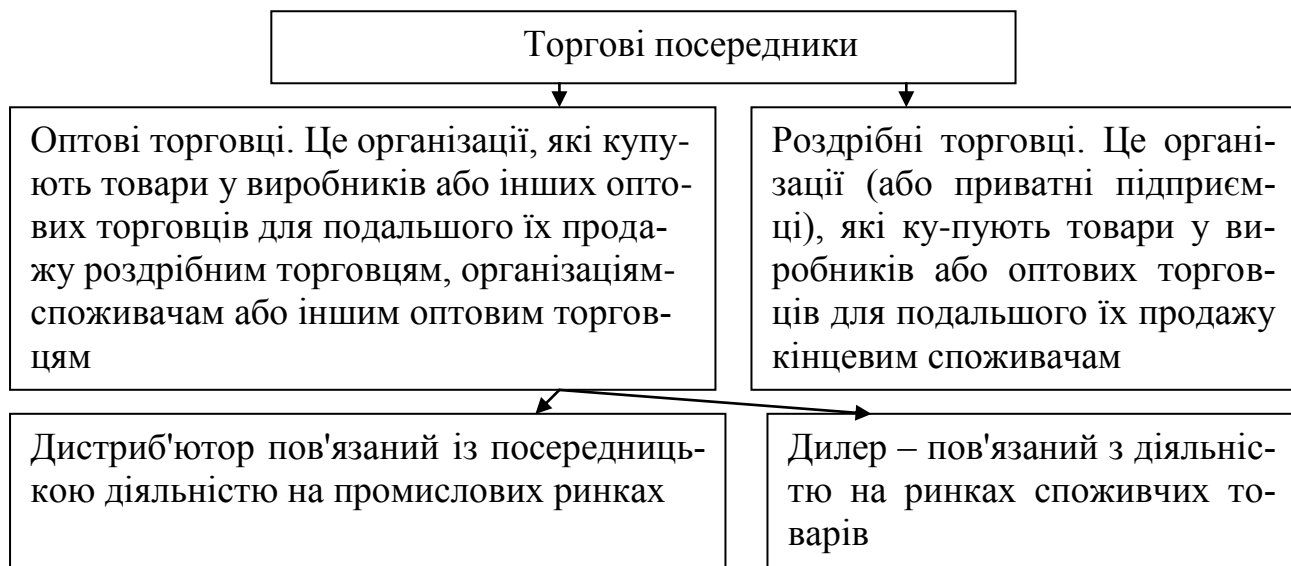 Торгові посередники
Оптові торговці. Це організації, які купу-
ють товари у виробників або інших опто-
вих торговців для подальшого їх прода-
жу роздрібним торговцям, організаціям-
споживачам або іншим оптовим торгов-
цям
Роздрібні торговці. Це органі-
зації (або приватні підприєм-
ці), які ку-пують товари у ви-
робників або оптових торгов-
ців для подальшого їх продажу
кінцевим споживачам
Дистриб'ютор пов'язаний із посередниць-
кою діяльністю на промислових ринках
Дилер – пов'язаний з діяльніс-
тю на ринках споживчих то-
варів